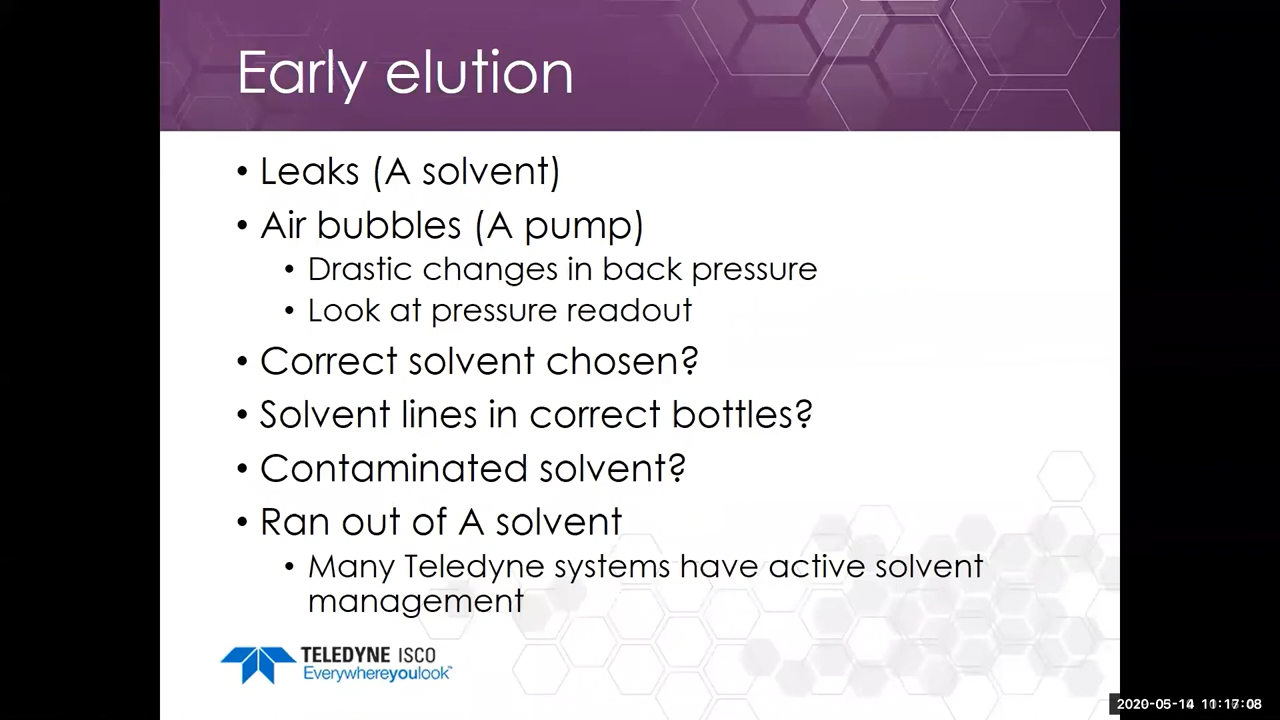 Early elution
• Leaks (A solvent)
• Air bubbles (A pump)
• Drastic changes in back pressure
• Look at pressure readout
• Correct solvent chosen?
• Solvent lines in correct bottles?
• Contaminated solvent?
• Ran out of A solvent
• Many Teledyne systems have active solvent
management
TELEDYNE ISCO
Everywhereyoulook™
2020-05-14 11:17:08